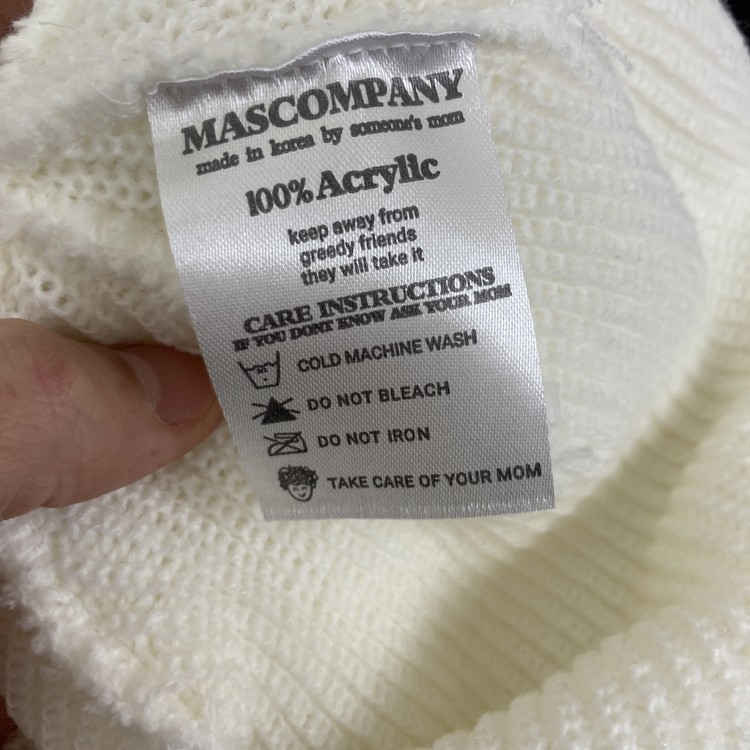 MASCOMPANY
made in korea by someone's mom
100% Acrylic
keep away from
greedy friends
they will take it
CARE INSTRUCTIONS
IF YOU DONT KNOW ASK YOUR MOM
COLD MACHINE WASH
DO NOT BLEACH
DO NOT IRON
TAKE CARE OF YOUR MOM